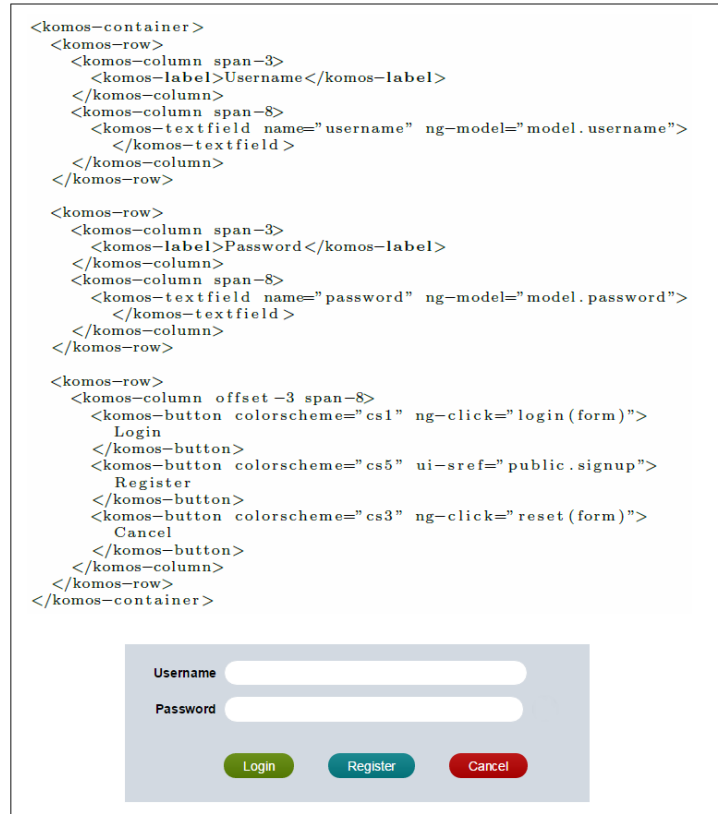 <komos-container>
<komos-row>
<komos-column span-3>
<komos-label>Username</komos-label>
</komos-column>
<komos-column span-8>
<komos-textfield name="username" ng-model="model.username">
</komos-textfield>
</komos-column>
</komos-row>
<komos-row>
<komos-column span-3>
<komos-label>Password</komos-label>
</komos-column>
<komos-column span-8>
<komos-textfield name="password" ng-model="model.password">
</komos-textfield>
</komos-column>
</komos-row>
<komos-row>
<komos-column offset-3 span-8>
<komos-button colorscheme="cs1" ng-click="login(form)">
Login
</komos-button>
<komos-button colorscheme="cs5" ui-sref="public.signup">
Register
</komos-button>
<komos-button colorscheme="cs3" ng-click="reset(form)">
Cancel
</komos-button>
</komos-column>
</komos-row>
</komos-container>
Username
Password
Login Register Cancel